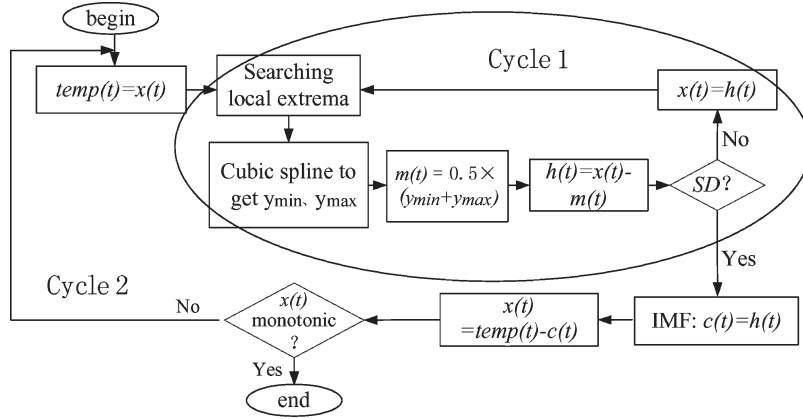 begin
temp(t)=x(t)
Searching
local extrema
Cycle 1
x(t)=h(t)
No
Cubic spline to
get ymin、ymax
m(t) = 0.5×
(ymin+ymax)
h(t)=x(t)-
m(t)
SD?
Yes
Cycle 2
No
x(t)
monotonic
?
x(t)
=temp(t)-c(t)
IMF: c(t)=h(t)
Yes
end